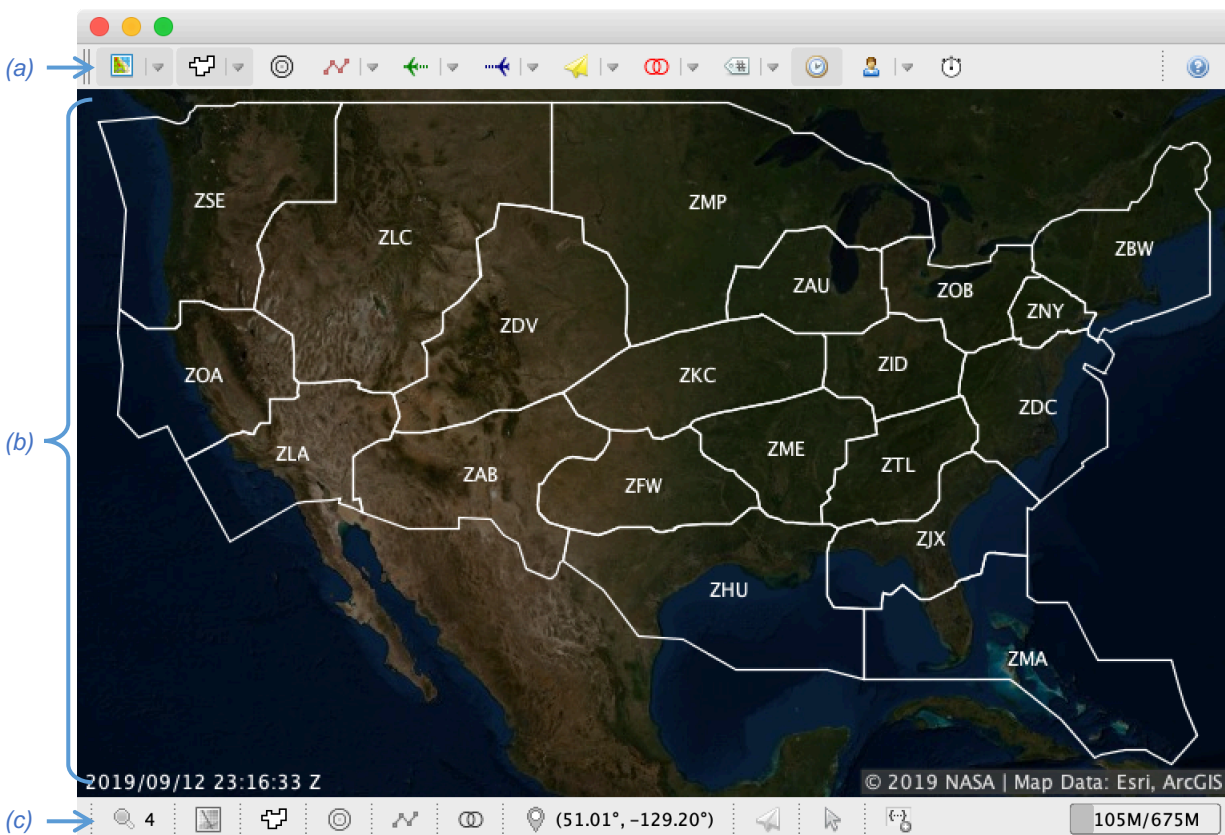 (a)
ZSE
ZMP
ZLC
ZBW
ZAU
ZOB
ZNY
ZDV
ZID
ZOA
ZKC
ZDC
ZME
ZLA
ZTL
ZAB
ZFW
(b)
ZJX
ZHU
ZMA
2019/09/12 23:16:33 Z
© 2019 NASA | Map Data: Esri, ArcGIS
(c)
4
(51.01°, -129.20°)
105M/675M